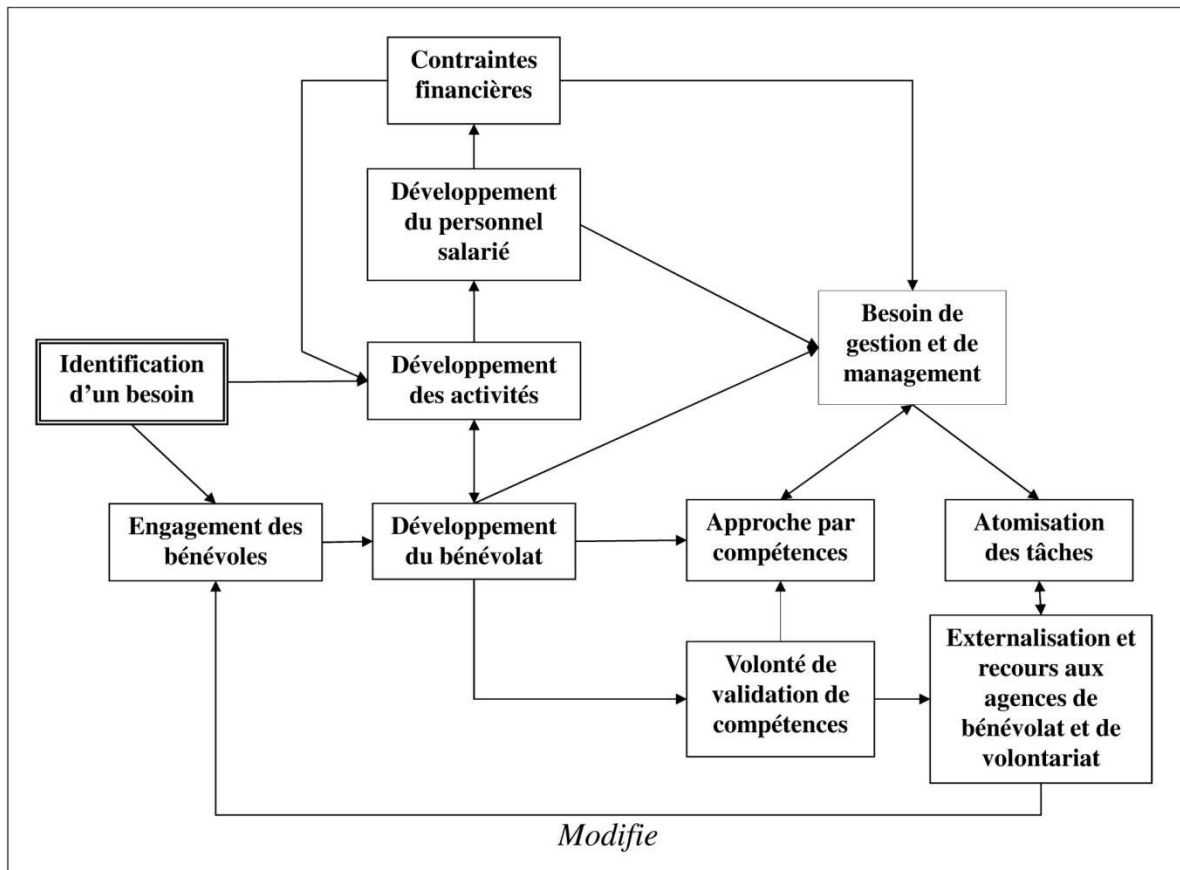 Contraintes
financières
Développement
du personnel
salarié
Besoin de
gestion et de
management
Identification
d’un besoin
Développement
des activités
Engagement des
bénévoles
Développement
du bénévolat
Approche par
compétences
Atomisation
des tâches
Volonté de
validation de
compétences
Externalisation et
recours aux
agences de
bénévolat et de
volontariat
Modifie